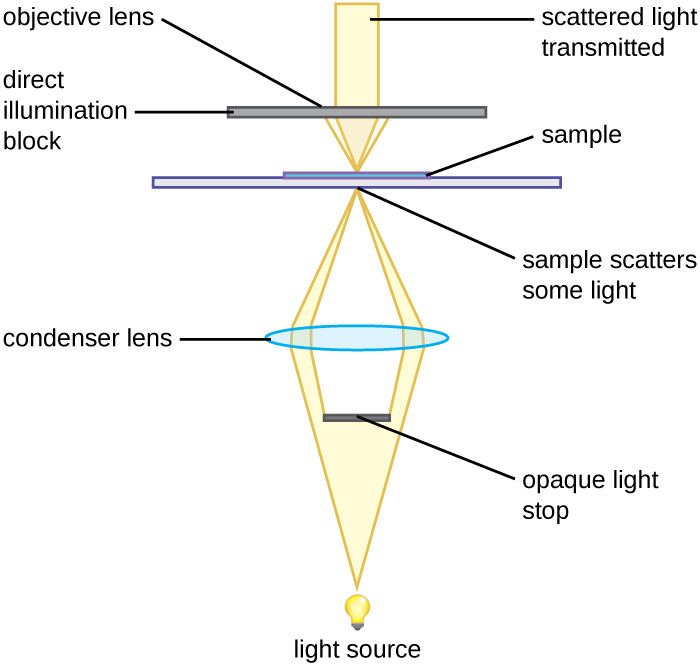 objective lens
scattered light
transmitted
direct
illumination
block
sample
sample scatters
some light
condenser lens
opaque light
stop
light source